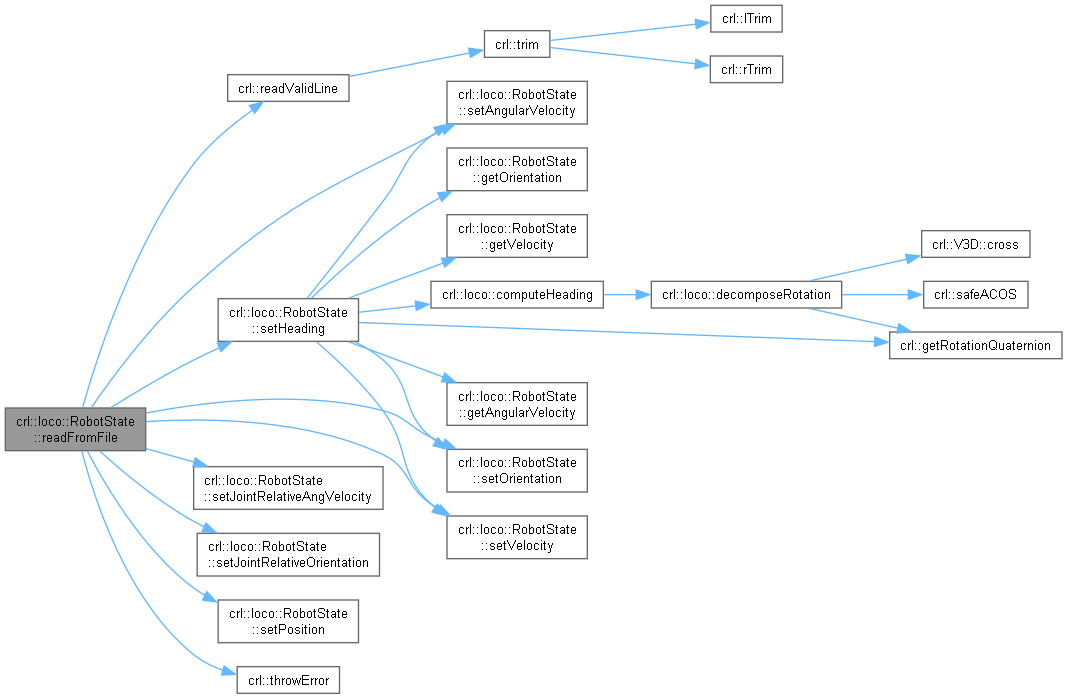 crl::lTrim
crl::trim
crl::rTrim
crl::readValidLine
crl::loco::RobotState
::setAngularVelocity
crl::loco::RobotState
::getOrientation
crl::loco::RobotState
::getVelocity
crl::V3D::cross
crl::loco::computeHeading
crl::loco::decomposeRotation
crl::safeACOS
crl::loco::RobotState
::setHeading
crl::getRotationQuaternion
crl::loco::RobotState
::getAngularVelocity
crl::loco::RobotState
::readFromFile
crl::loco::RobotState
::setOrientation
crl::loco::RobotState
::setJointRelativeAngVelocity
crl::loco::RobotState
::setVelocity
crl::loco::RobotState
::setJointRelativeOrientation
crl::loco::RobotState
::setPosition
crl::throwError